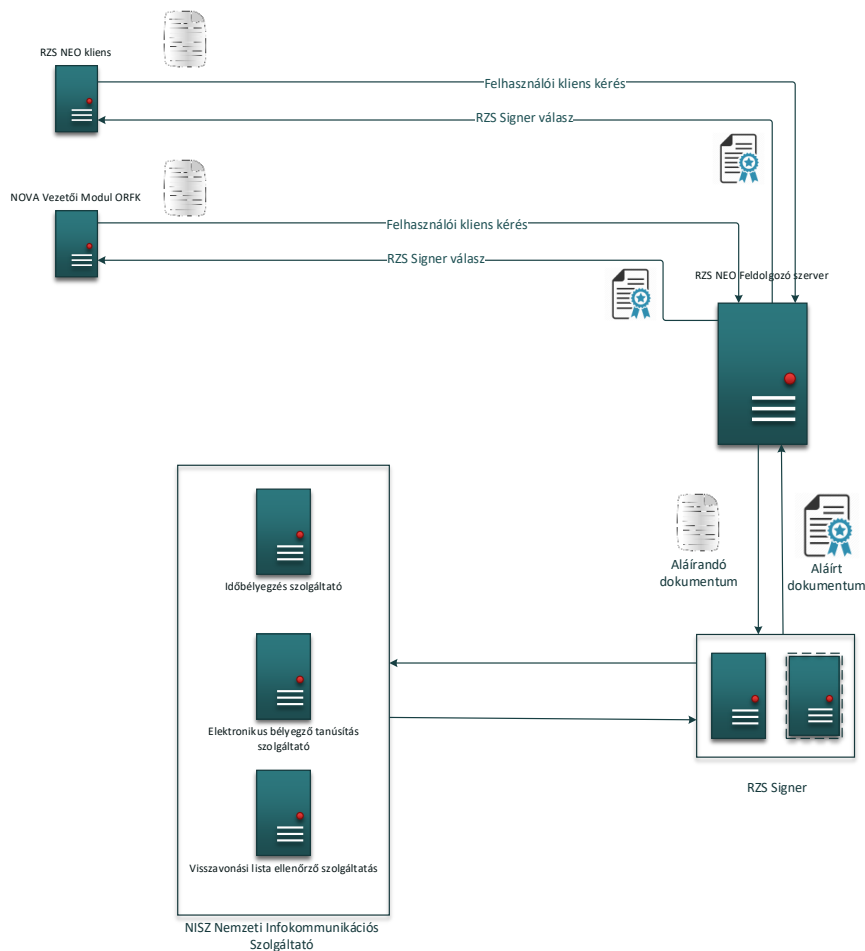 RZS NEO kliens
Felhasználói kliens kérés
RZS Signer válasz
NOVA Vezetői Modul ORFK
Felhasználói kliens kérés
RZS Signer válasz
RZS NEO Feldolgozó szerver
Aláírandó
dokumentum
Aláírt
dokumentum
Időbélyegzés szolgáltató
Elektronikus bélyegző tanúsítás
szolgáltató
Visszavonási lista ellenőrző szolgáltatás
RZS Signer
NISZ Nemzeti Infokommunikációs
Szolgáltató